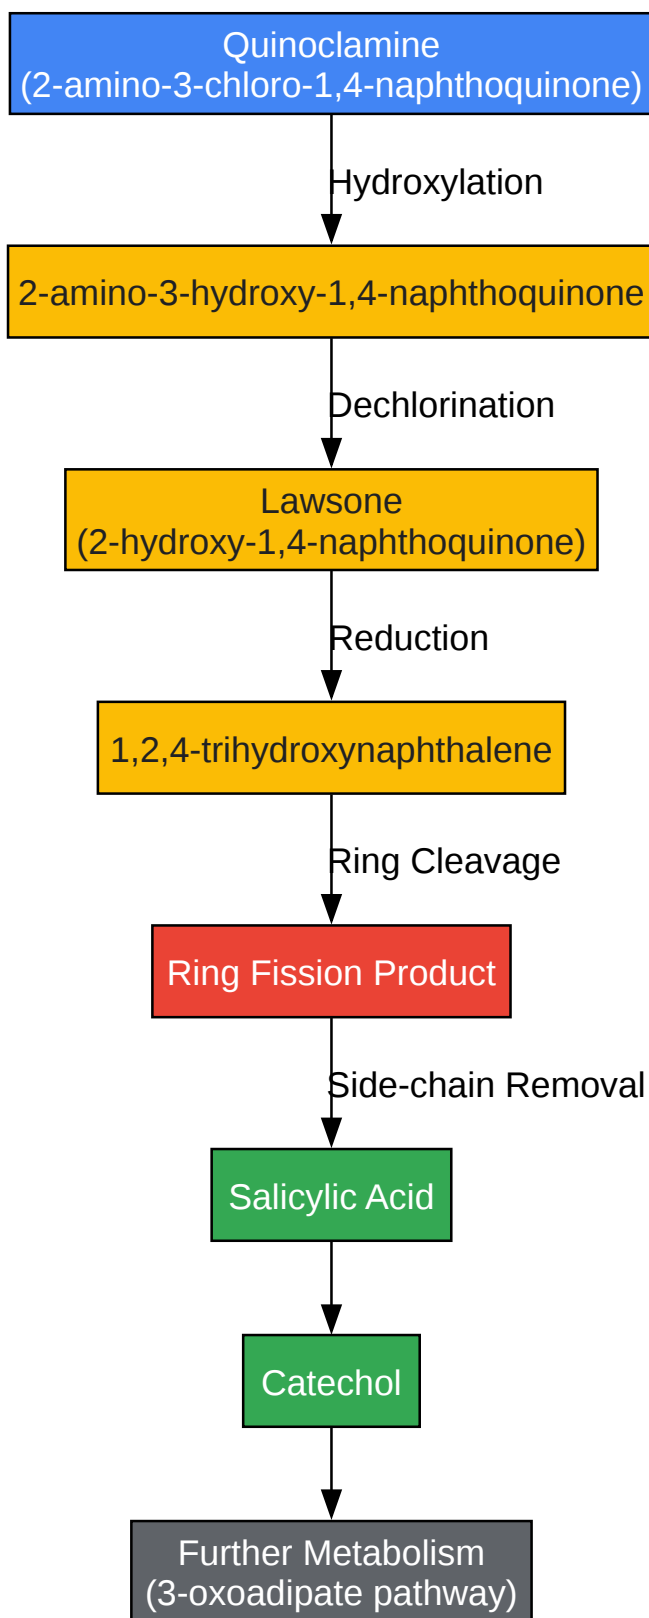 Quinoclamine
(2-amino-3-chloro-1,4-naphthoquinone)
Hydroxylation
2-amino-3-hydroxy-1,4-naphthoquinone
Dechlorination
Lawsone
(2-hydroxy-1,4-naphthoquinone)
Reduction
1,2,4-trihydroxynaphthalene
Ring Cleavage
Ring Fission Product
Side-chain Removal
Salicylic Acid
Catechol
Further Metabolism
(3-oxoadipate pathway)